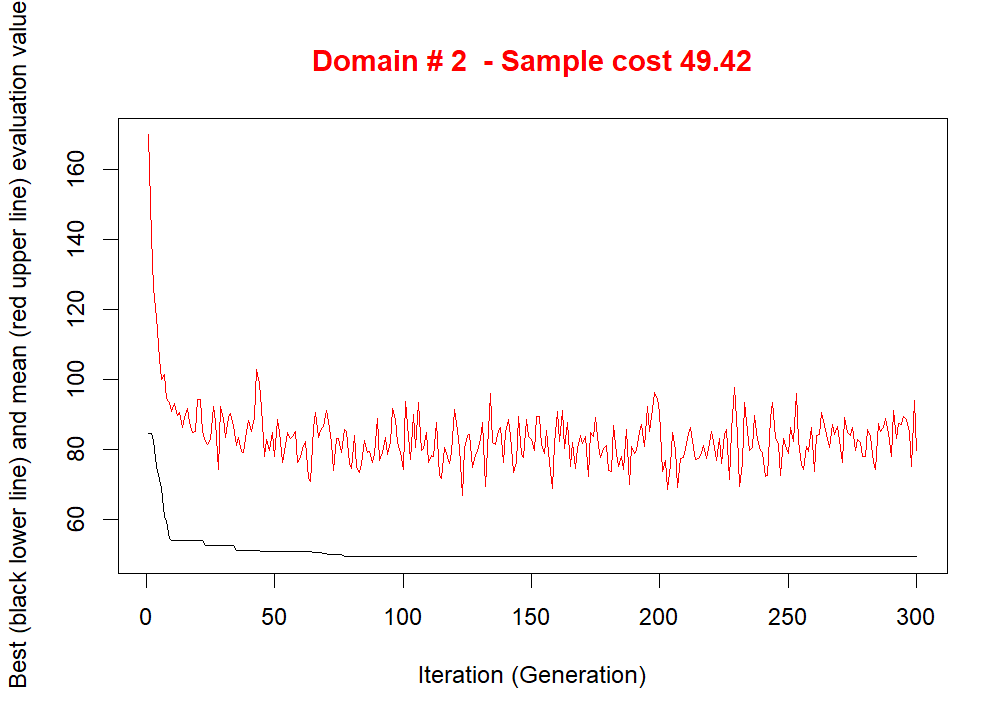 Domain # 2  - Sample cost 49.42
Best (black lower line) and mean (red upper line) evaluation value
160
140
120
100
80
60
0 50 100 150 200 250 300
Iteration (Generation)